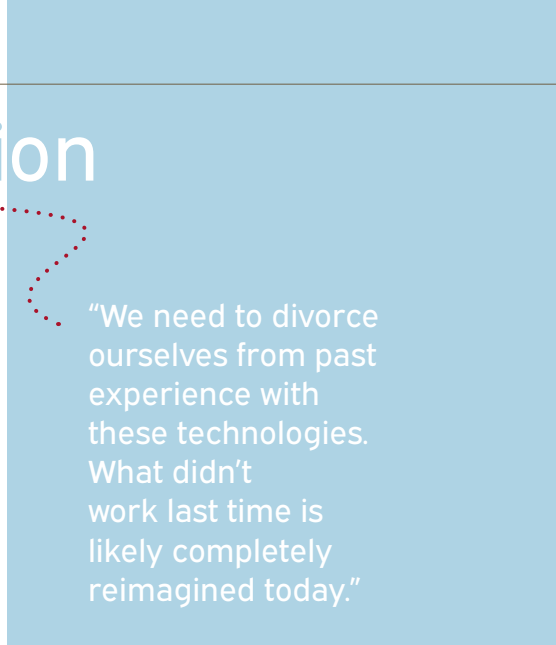 ion
“We need to divorce
ourselves from past
experience with
these technologies.
What didn’t
work last time is
likely completely
reimagined today.”